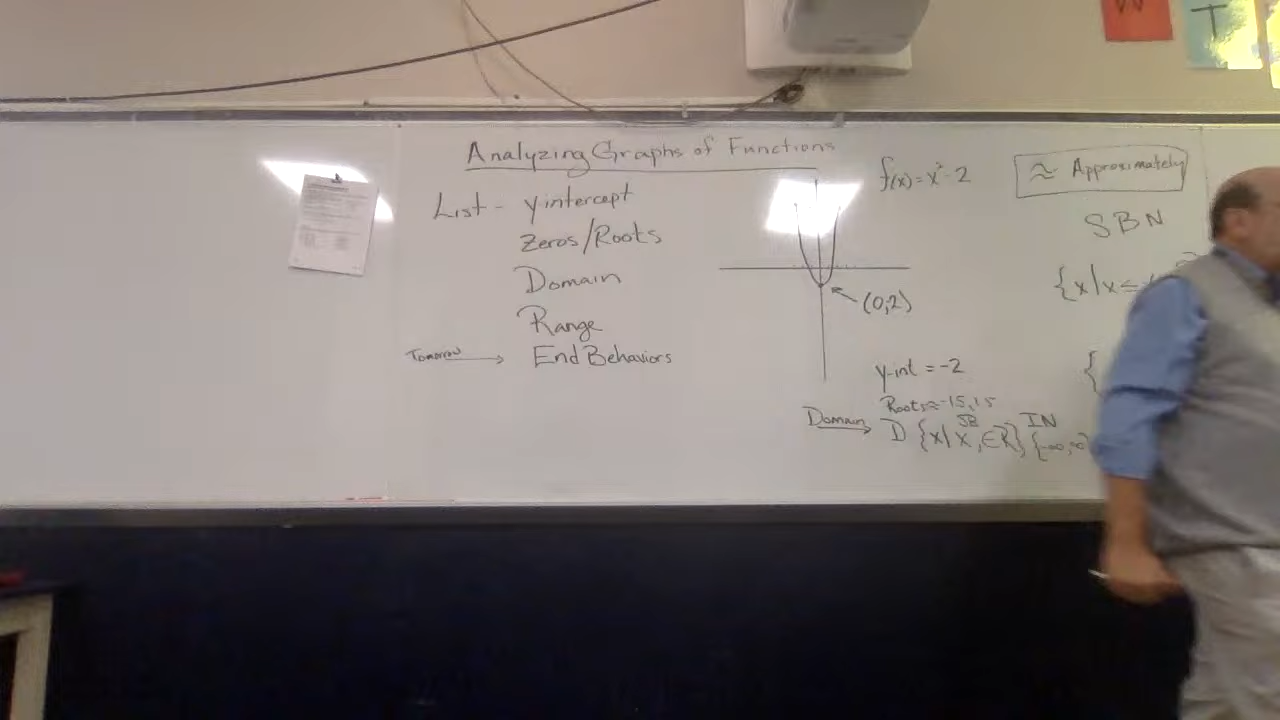 W
T
Analyzing Graphs of Functions
List - y intercept
Zeros/Roots
Domain
Range
Tomorrow → End Behaviors
f(x) = x² - 2
(0,-2)
y-int = -2
Roots ≈ -1.5, 1.5
Domain → D {x|x, ∈ R}, {-∞, ∞}
SB
IN
≈ Approximately
SBN
{x|x ≤
{